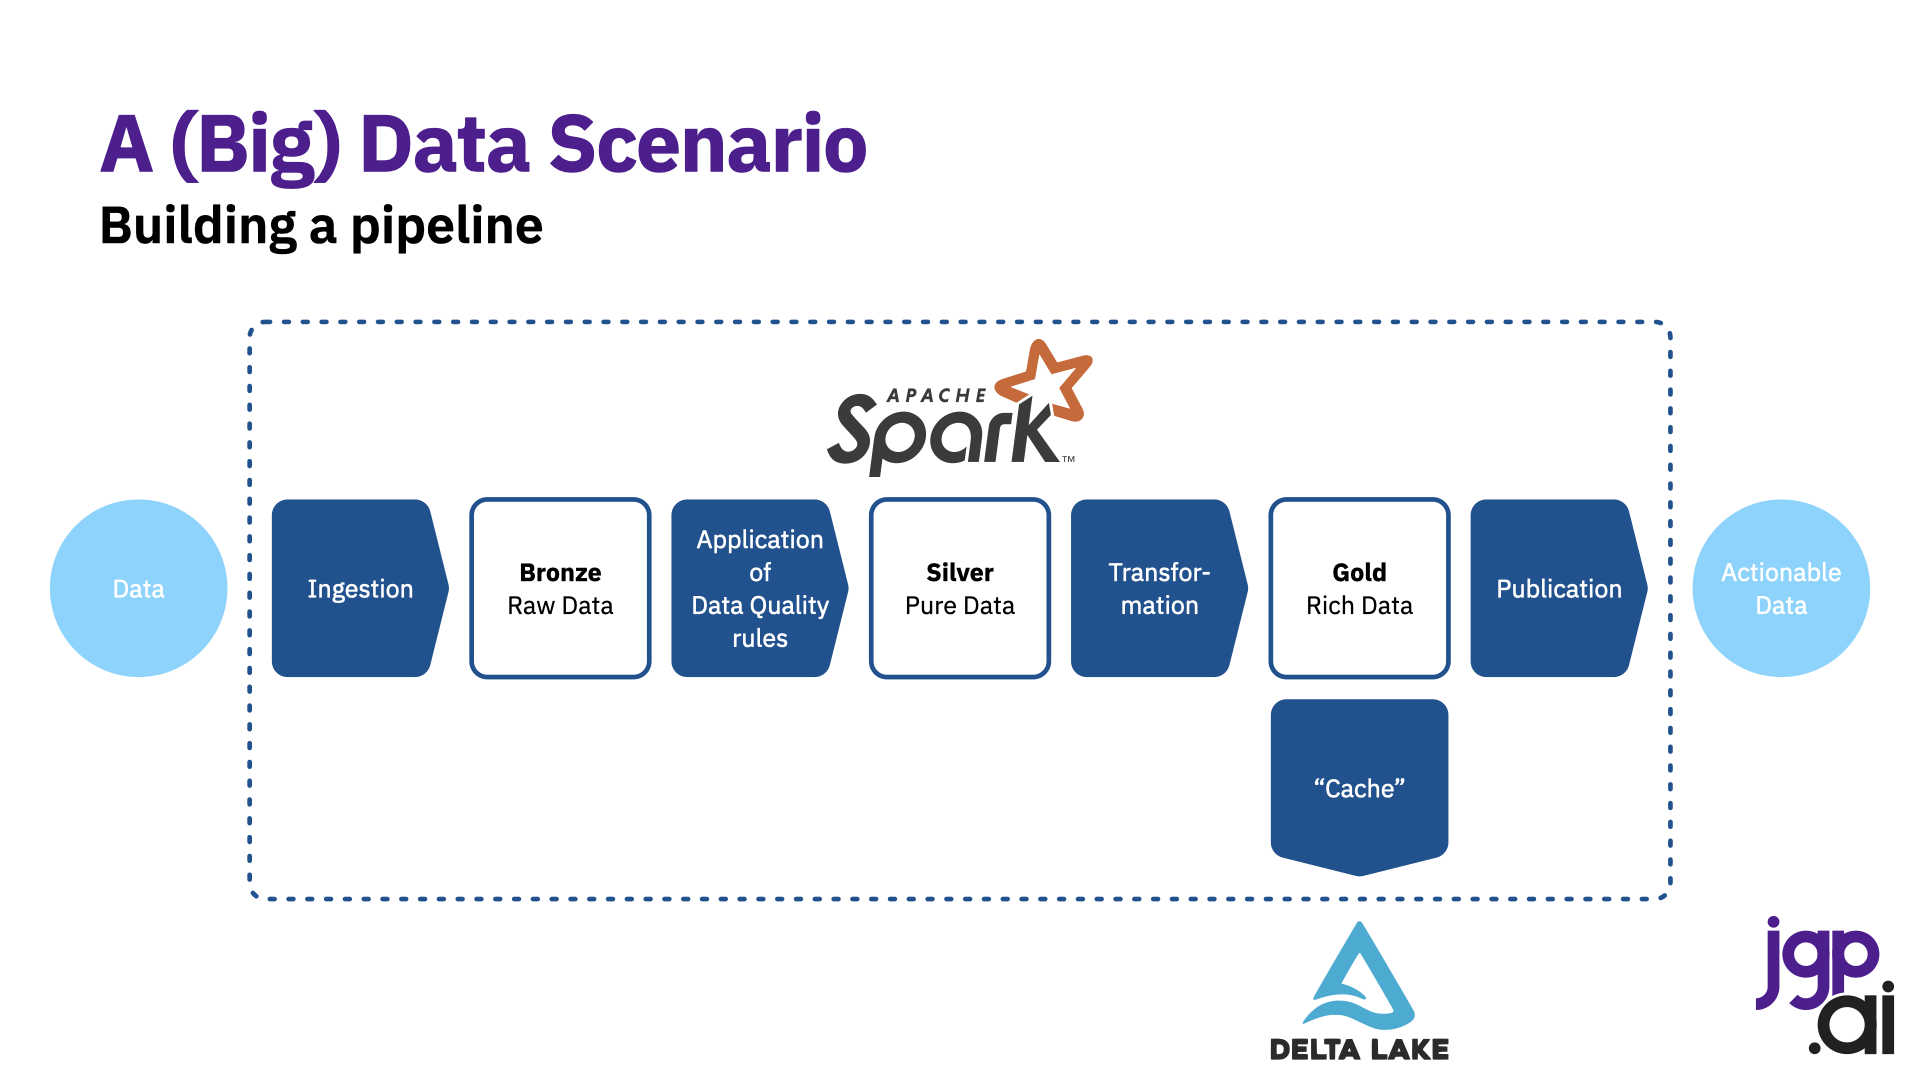 A (Big) Data Scenario
Building a pipeline
APACHE
Spark™
Data
Ingestion
Bronze
Raw Data
Application
of
Data Quality
rules
Silver
Pure Data
Transfor-
mation
Gold
Rich Data
Publication
Actionable
Data
“Cache”
DELTA LAKE
jgp
.ai